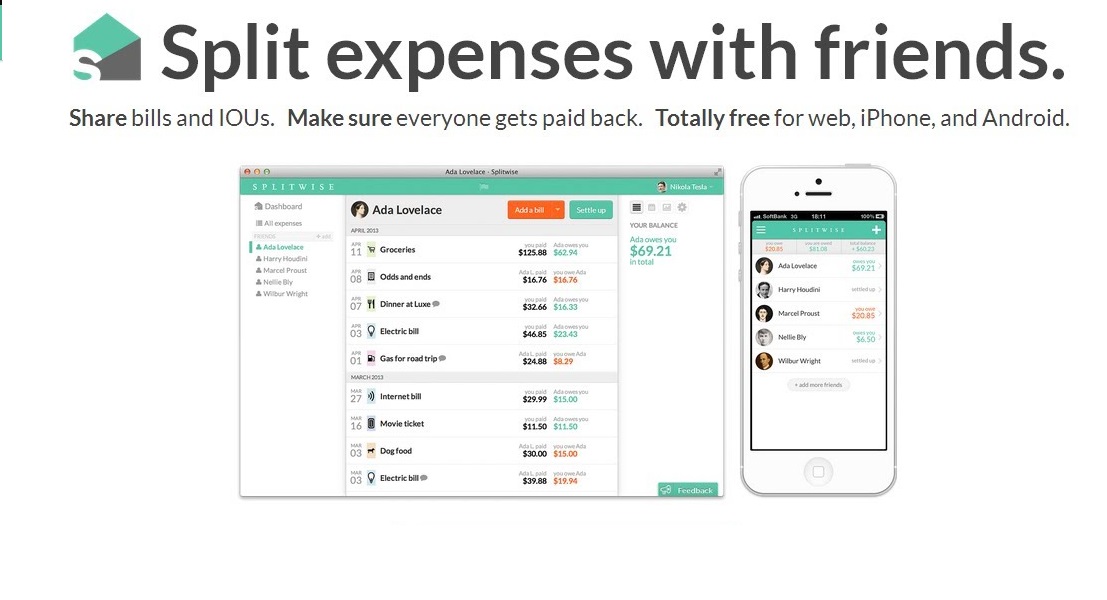 Split expenses with friends.
Share bills and IOUs. Make sure everyone gets paid back. Totally free for web, iPhone, and Android.
Ada Lovelace - Splitwise
SPLITWISE
Nikola Tesla
Dashboard
All expenses
FRIENDS + add
Ada Lovelace
Harry Houdini
Marcel Proust
Nellie Bly
Wilbur Wright
Ada Lovelace
Add a bill
Settle up
APRIL 2013
APR 11 Groceries you paid $125.88 Ada owes you $62.94
APR 08 Odds and ends Ada L. paid $16.76 you owe Ada $16.76
APR 07 Dinner at Luxe you paid $32.66 Ada owes you $16.33
APR 03 Electric bill you paid $46.85 Ada owes you $23.43
APR 01 Gas for road trip Ada L. paid $24.88 you owe Ada $8.29
MARCH 2013
MAR 27 Internet bill you paid $29.99 Ada owes you $15.00
MAR 16 Movie ticket you paid $11.50 Ada owes you $11.50
MAR 03 Dog food Ada L. paid $30.00 you owe Ada $15.00
MAR 03 Electric bill Ada L. paid $39.88 you owe Ada $19.94
YOUR BALANCE
Ada owes you
$69.21
in total
Feedback
SoftBank 3G 18:11 100%
SPLITWISE
you owe you are owed total balance
$20.85 $81.08 + $60.23
Ada Lovelace owes you $69.21
Harry Houdini settled up
Marcel Proust you owe $20.85
Nellie Bly owes you $6.50
Wilbur Wright settled up
+ add more friends